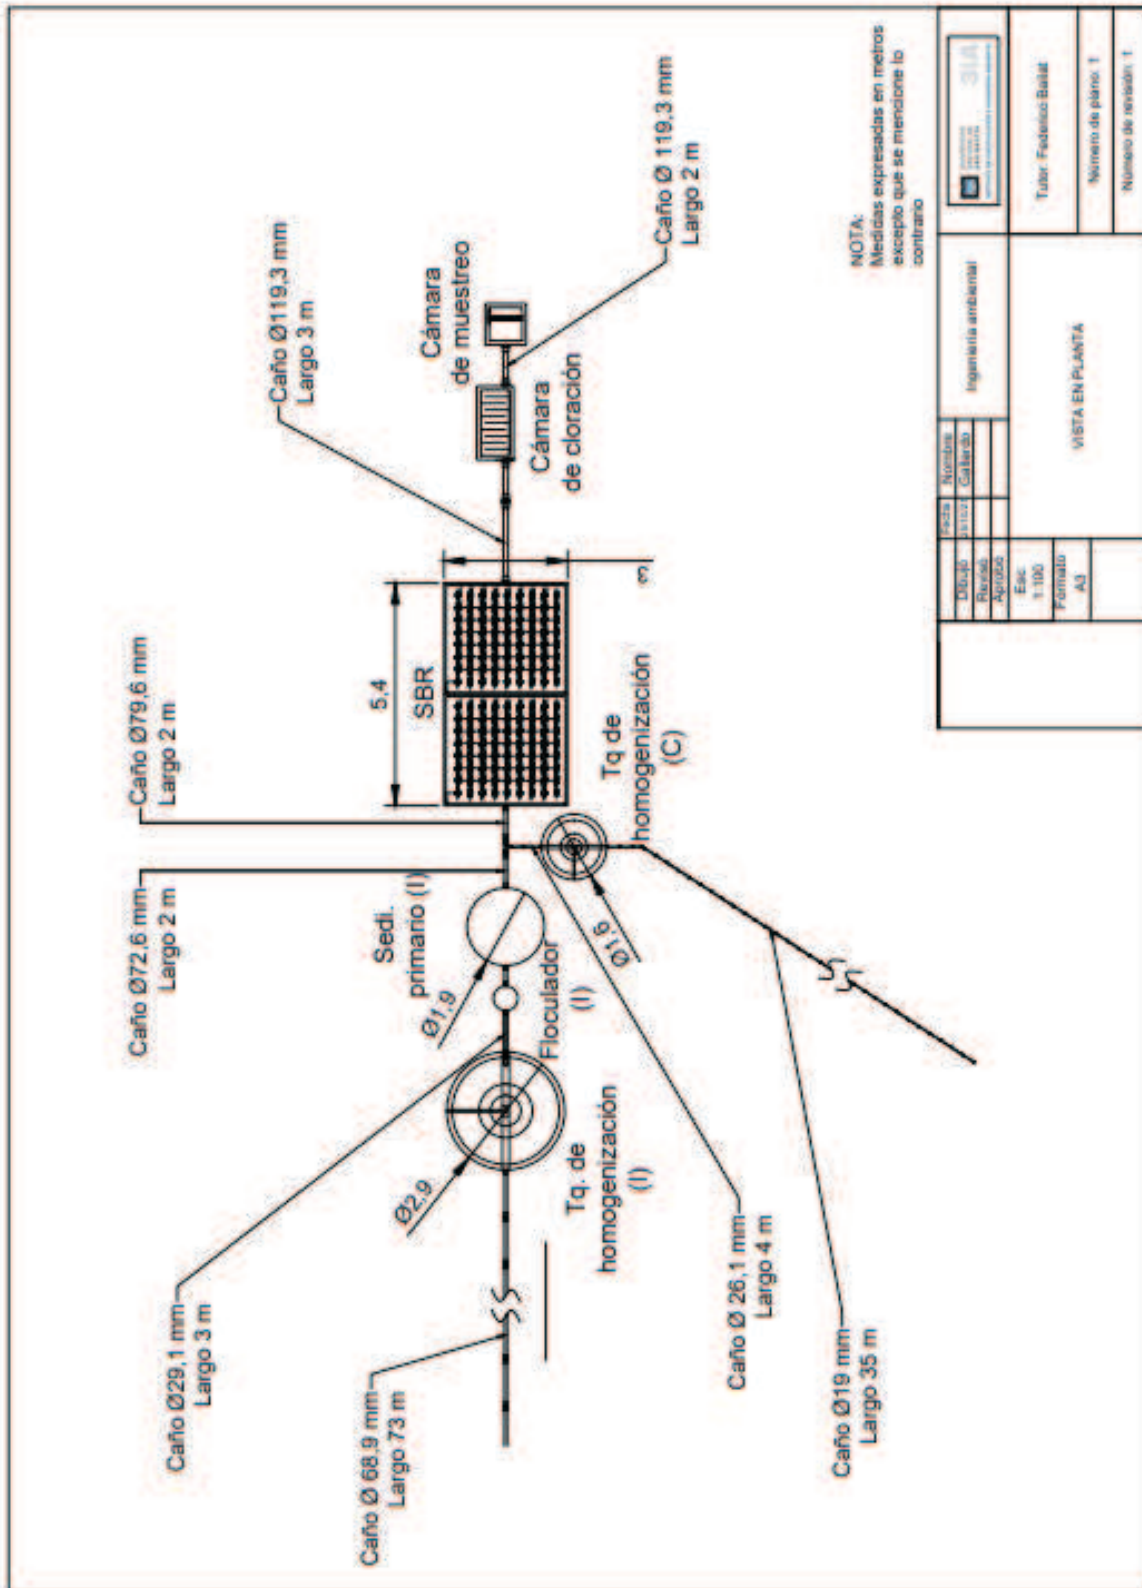 Caño Ø29,1 mm
Largo 3 m
Caño Ø 68,9 mm
Largo 73 m
Caño Ø72,6 mm
Largo 2 m
Caño Ø79,6 mm
Largo 2 m
Caño Ø119,3 mm
Largo 3 m
Cámara
de muestreo
Cámara
de cloración
Caño Ø 119,3 mm
Largo 2 m
5,4
SBR
3
Sedi.
primario (I)
Ø1,9
Floculador
(I)
Ø2,9
Tq. de
homogenización
(I)
Ø1,6
Tq de
homogenización
(C)
Caño Ø 26,1 mm
Largo 4 m
Caño Ø19 mm
Largo 35 m
NOTA:
Medidas expresadas en metros
excepto que se mencione lo
contrario
Fecha
Nombre
Dibujó
Gallardo
Revisó
Aprobó
Ingeniería ambiental
3IA
Esc
1:100
Formato
A3
VISTA EN PLANTA
Tutor: Federico Bailat
Número de plano: 1
Número de revisión: 1